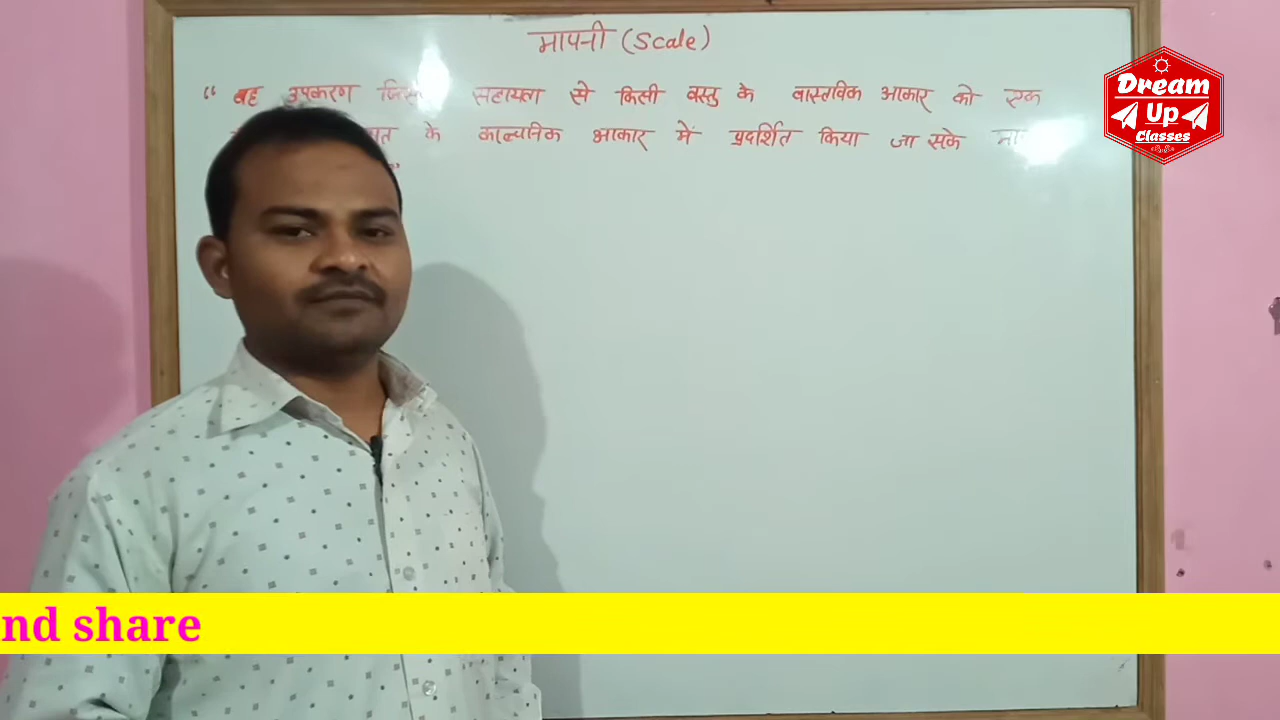 मापनी (Scale)
“ वह उपकरण सहायता से किसी वस्तु के वास्तविक आकार को एक
के काल्पनिक आकार में प्रदर्शित किया जा सके
”
Dream
Up
Classes
nd share